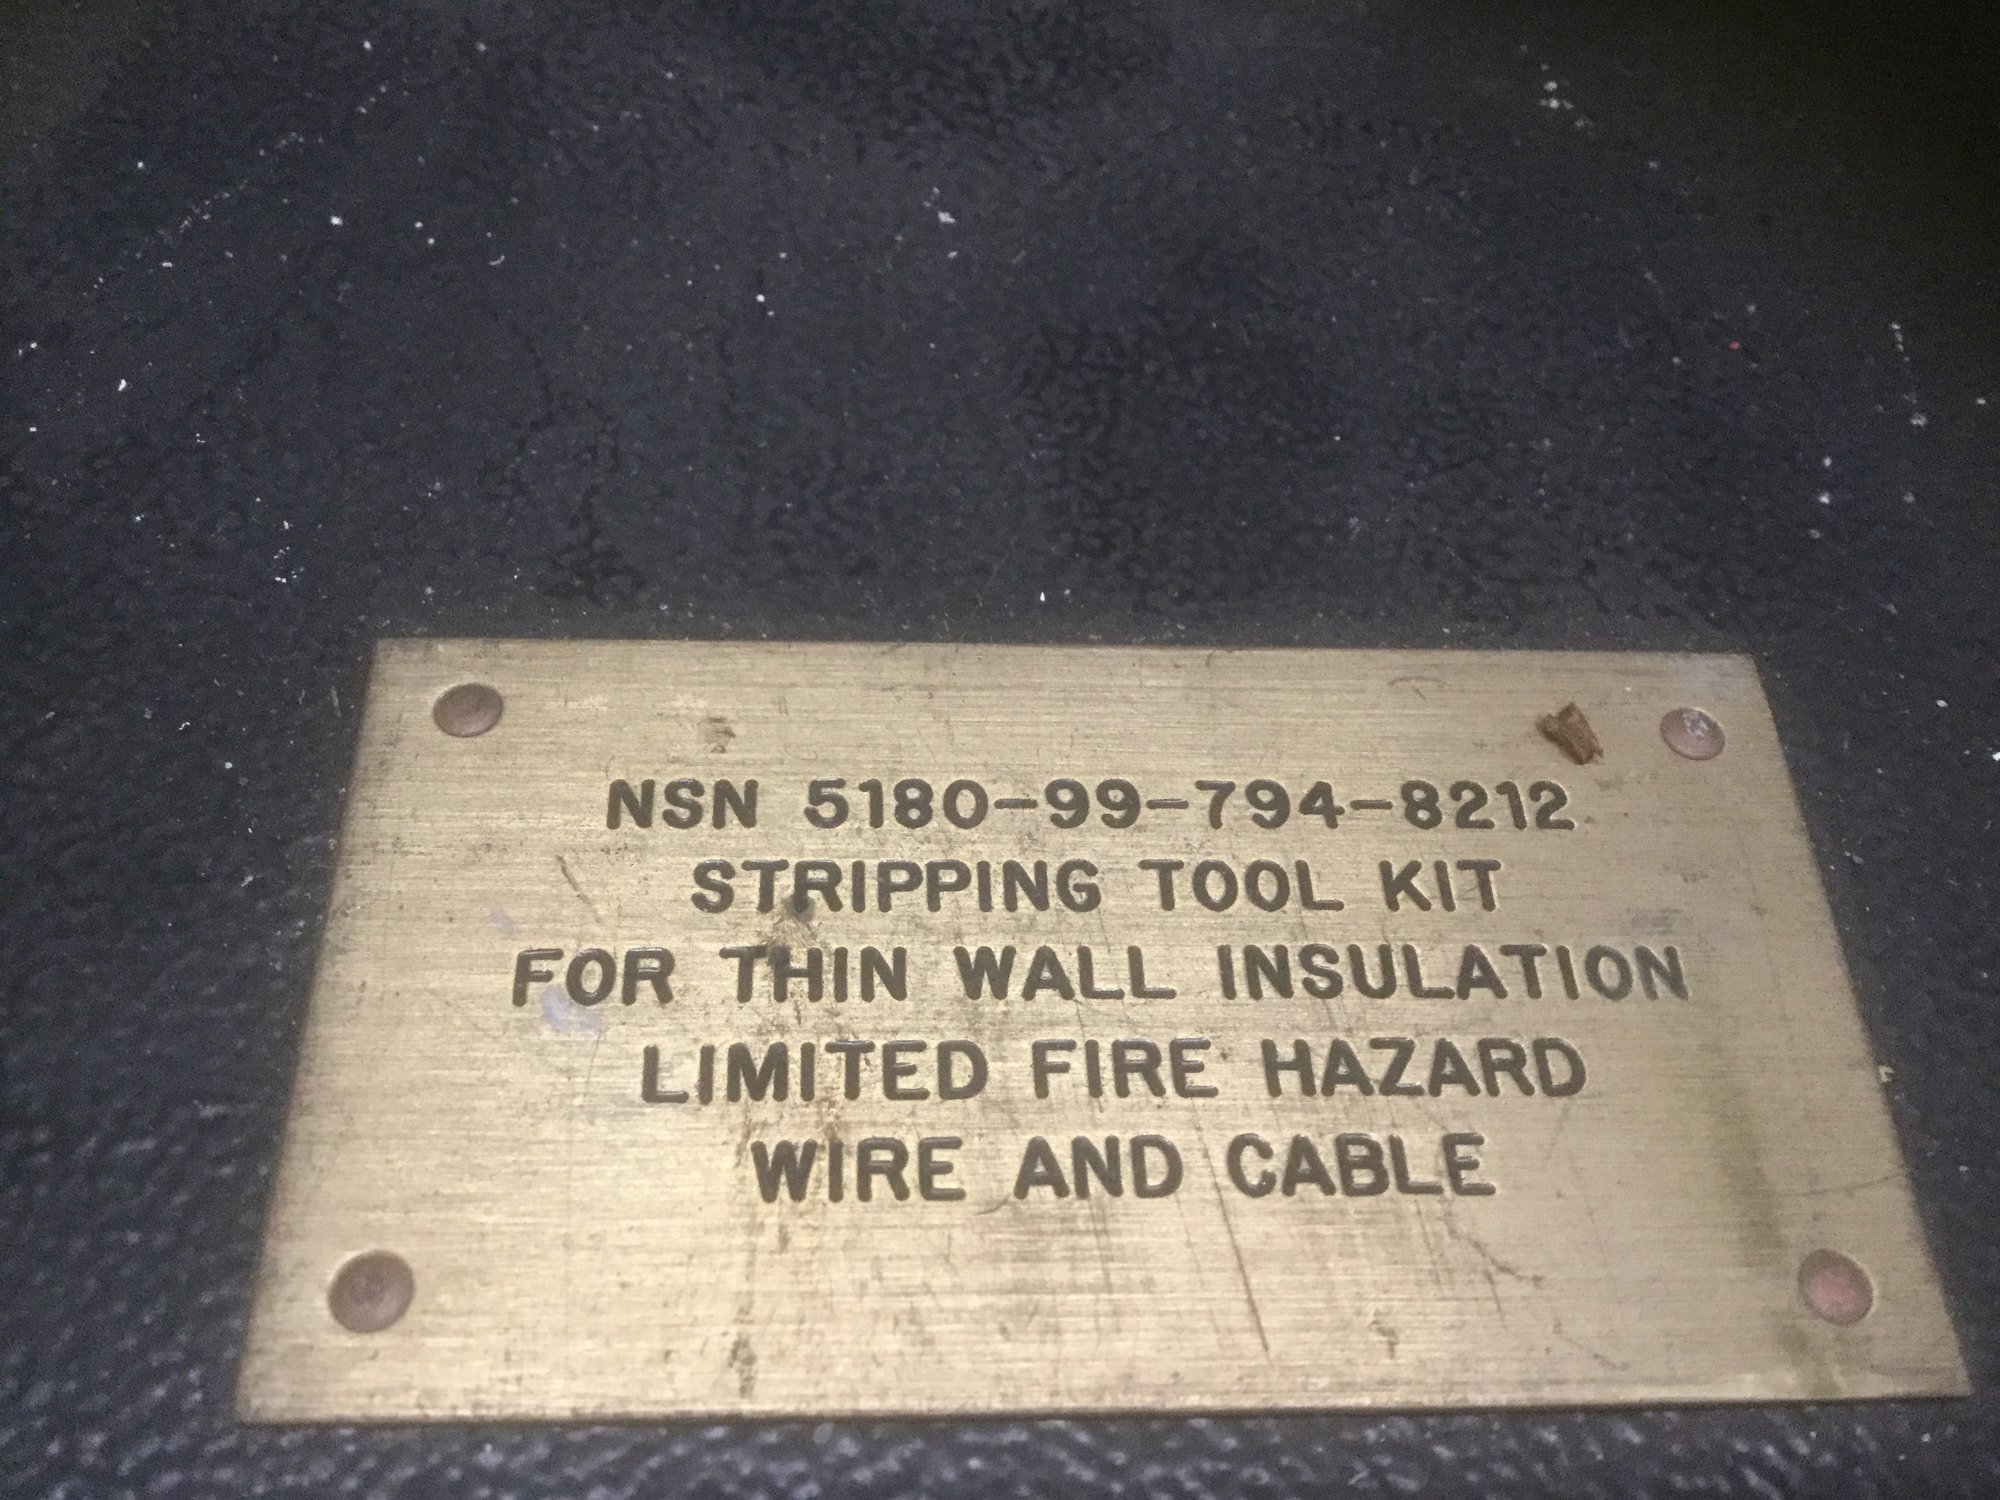 NSN 5180-99-794-8212
STRIPPING TOOL KIT
FOR THIN WALL INSULATION
LIMITED FIRE HAZARD
WIRE AND CABLE